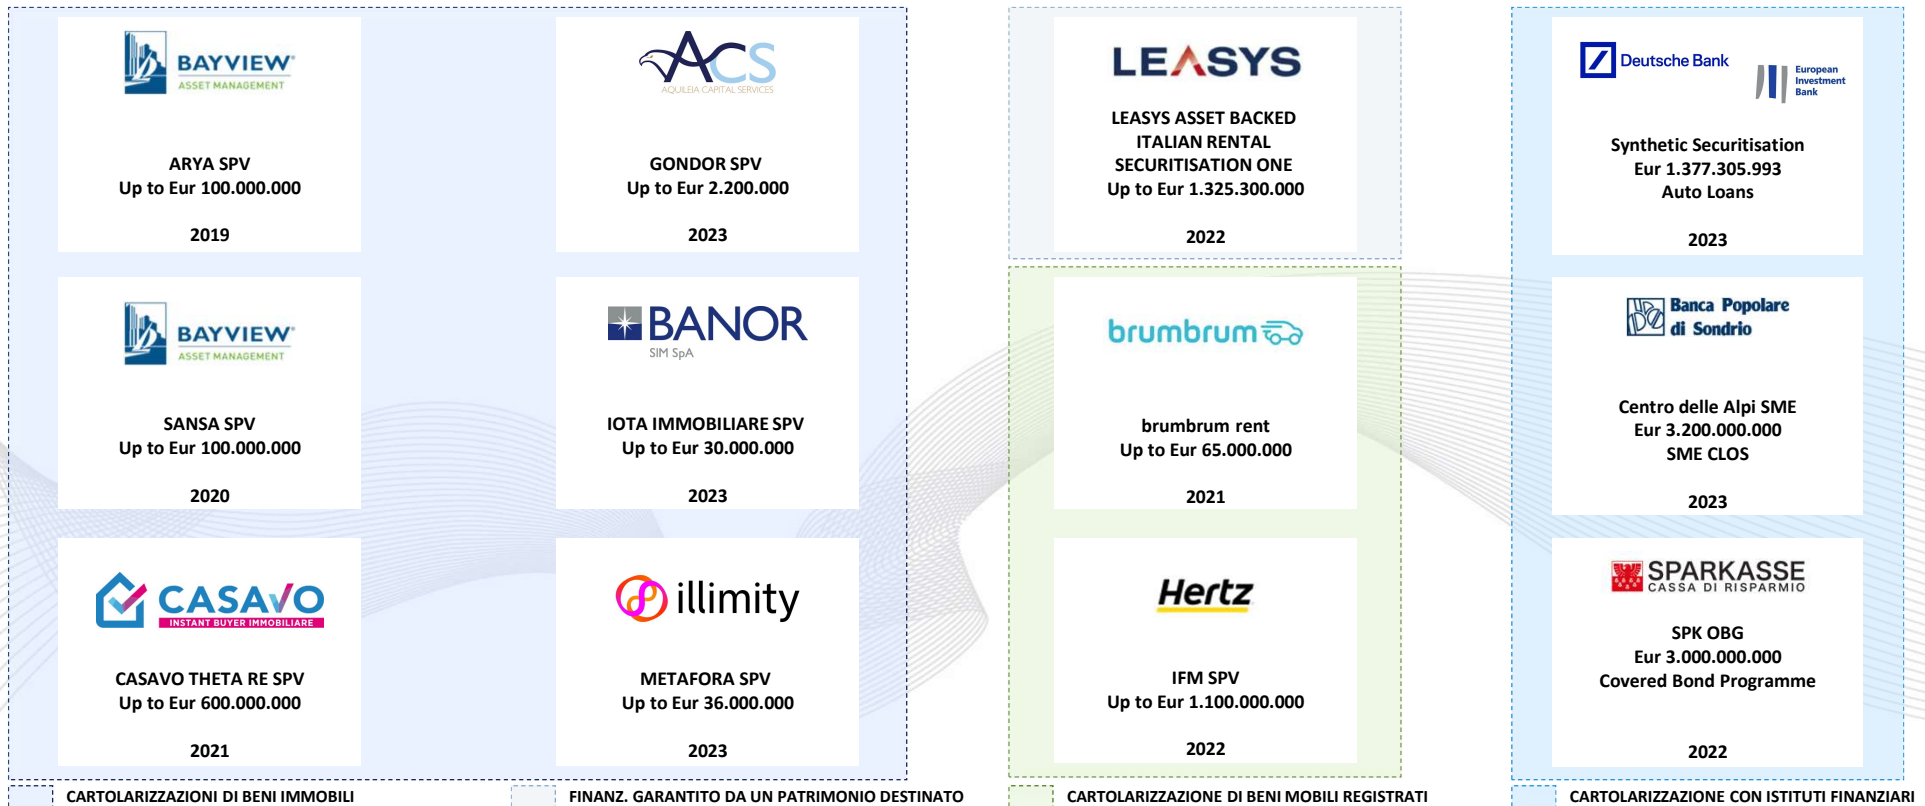 BAYVIEW
ASSET MANAGEMENT
ARYA SPV
Up to Eur 100.000.000
2019
ACS
AQUILEIA CAPITAL SERVICES
GONDOR SPV
Up to Eur 2.200.000
2023
LEASYS
LEASYS ASSET BACKED
ITALIAN RENTAL
SECURITISATION ONE
Up to Eur 1.325.300.000
2022
Deutsche Bank
European
Investment
Bank
Synthetic Securitisation
Eur 1.377.305.993
Auto Loans
2023
BAYVIEW
ASSET MANAGEMENT
SANSA SPV
Up to Eur 100.000.000
2020
BANOR
SIM SpA
IOTA IMMOBILIARE SPV
Up to Eur 30.000.000
2023
brumbrum
brumbrum rent
Up to Eur 65.000.000
2021
Banca Popolare
di Sondrio
Centro delle Alpi SME
Eur 3.200.000.000
SME CLOS
2023
CASAVO
INSTANT BUYER IMMOBILIARE
CASAVO THETA RE SPV
Up to Eur 600.000.000
2021
illimity
METAFORA SPV
Up to Eur 36.000.000
2023
Hertz
IFM SPV
Up to Eur 1.100.000.000
2022
SPARKASSE
CASSA DI RISPARMIO
SPK OBG
Eur 3.000.000.000
Covered Bond Programme
2022
CARTOLARIZZAZIONI DI BENI IMMOBILI
FINANZ. GARANTITO DA UN PATRIMONIO DESTINATO
CARTOLARIZZAZIONE DI BENI MOBILI REGISTRATI
CARTOLARIZZAZIONE CON ISTITUTI FINANZIARI